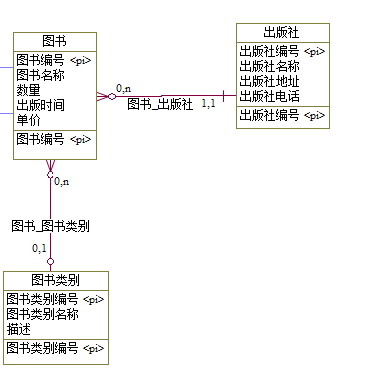 图书
图书编号 <pi>
图书名称
数量
出版时间
单价
图书编号 <pi>
出版社
出版社编号 <pi>
出版社名称
出版社地址
出版社电话
出版社编号 <pi>
0,n
图书_出版社 1,1
0,n
图书_图书类别
0,1
图书类别
图书类别编号 <pi>
图书类别名称
描述
图书类别编号 <pi>